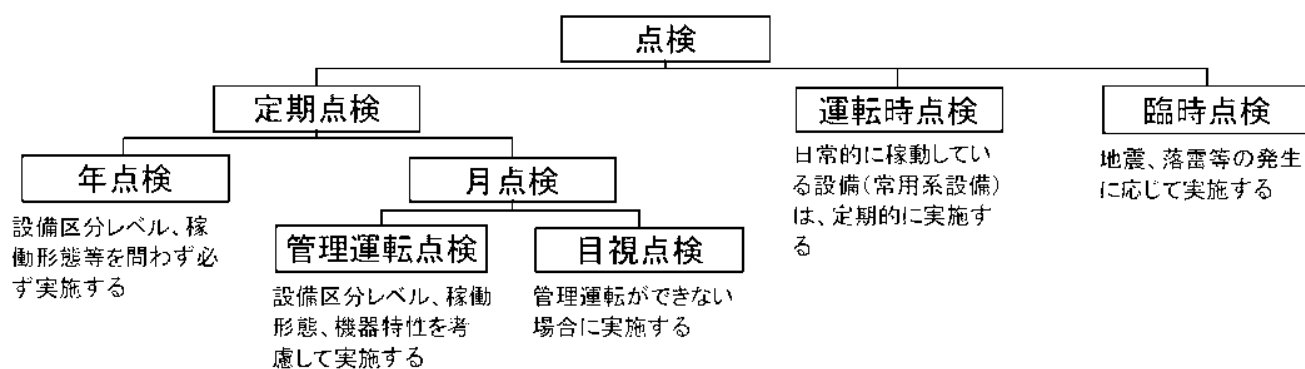 点検
定期点検
運転時点検
臨時点検
年点検
月点検
日常的に稼動してい
る設備(常用系設備)
は、定期的に実施す
る
地震、落雷等の発生
に応じて実施する
設備区分レベル、稼
働形態等を問わず必
ず実施する
管理運転点検
目視点検
設備区分レベル、稼働
形態、機器特性を考
慮して実施する
管理運転ができない
場合に実施する